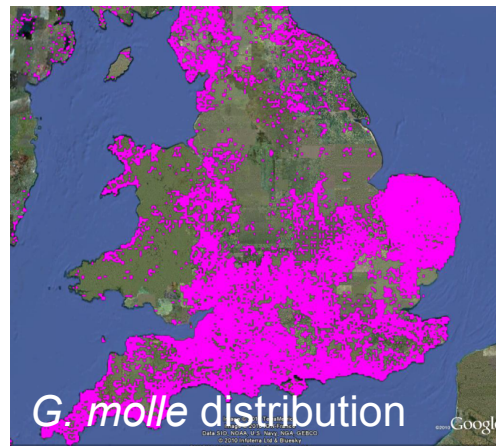 G. molle distribution
Data SIO, NOAA, U.S. Navy, NGA, GEBCO
© 2010 Infoterra Ltd & Bluesky
©2010 Google